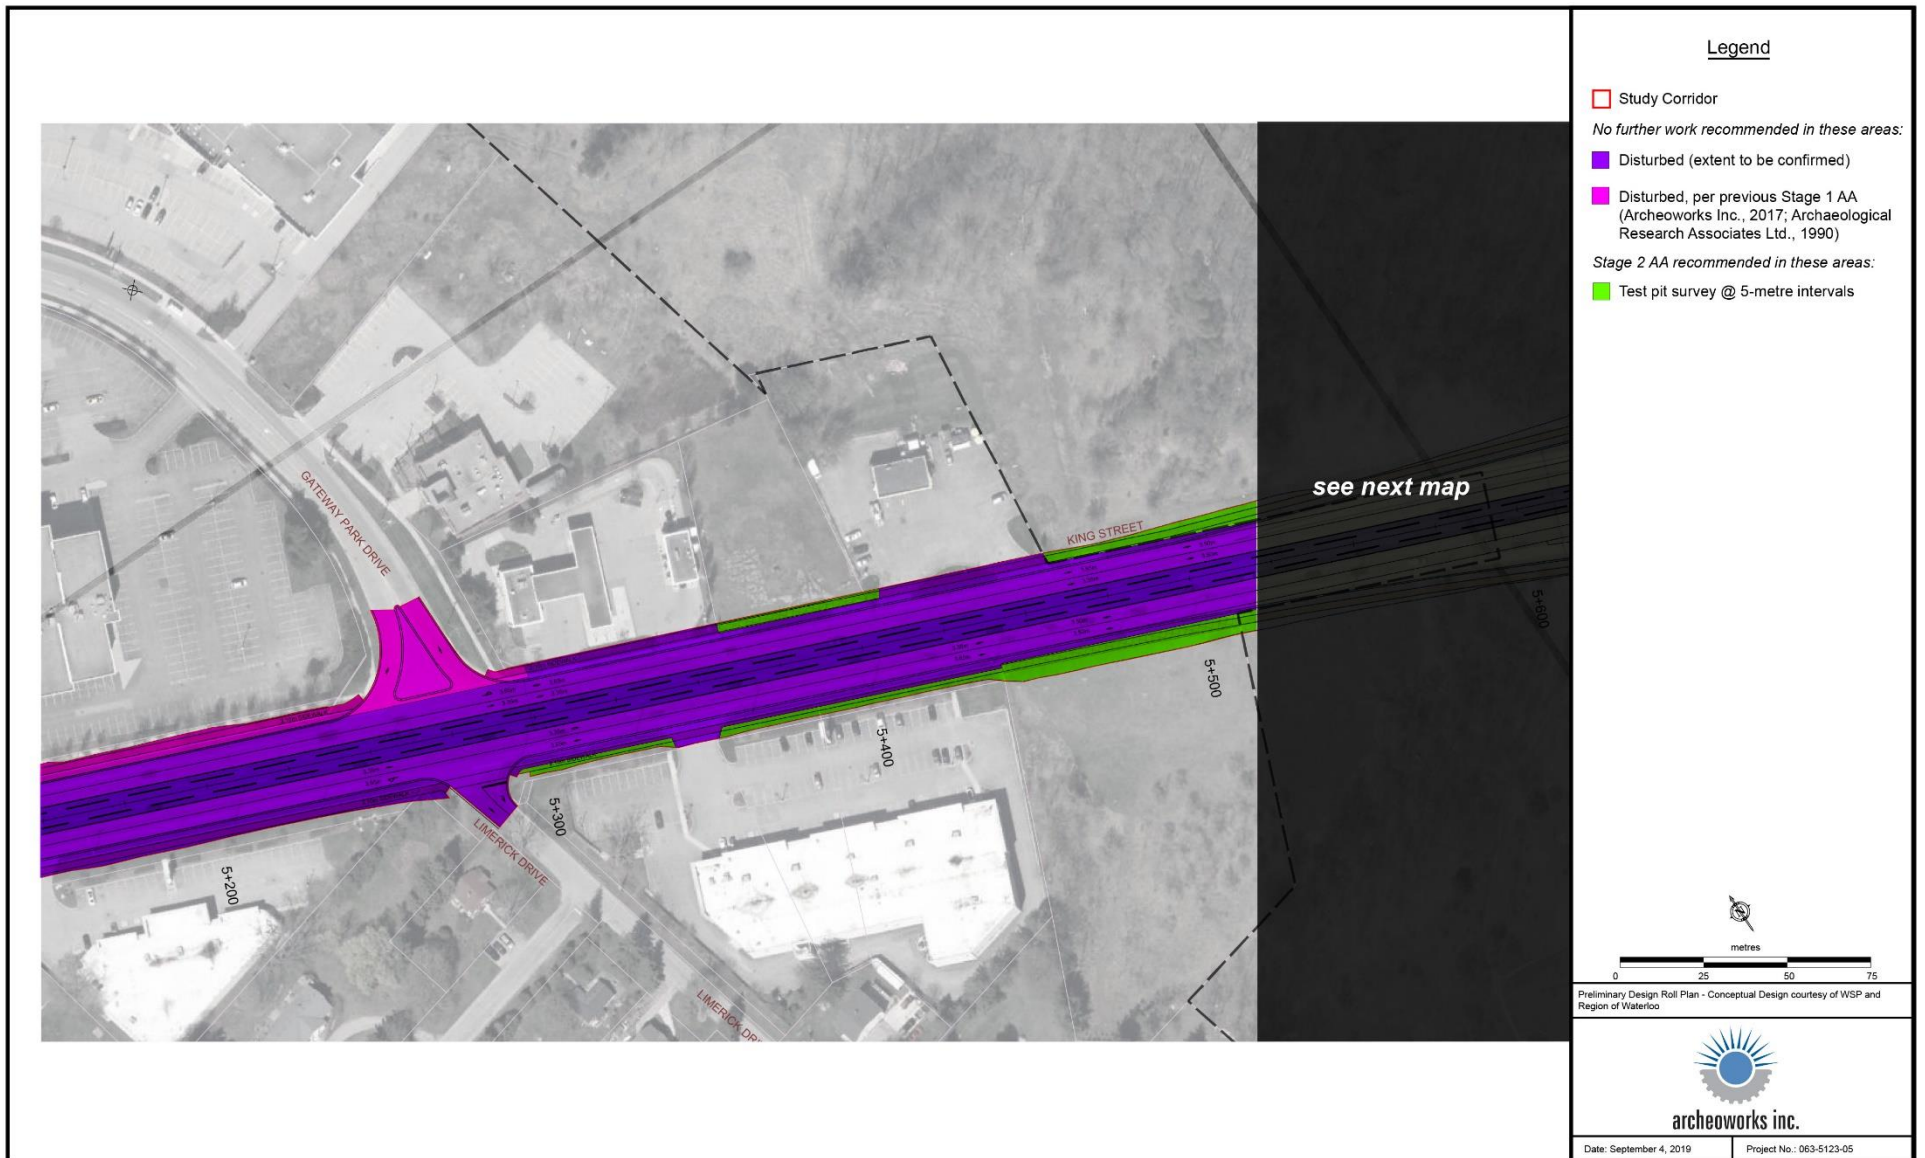 Legend
Study Corridor
No further work recommended in these areas:
Disturbed (extent to be confirmed)
Disturbed, per previous Stage 1 AA
(Archeoworks Inc., 2017; Archaeological
Research Associates Ltd., 1990)
Stage 2 AA recommended in these areas:
Test pit survey @ 5-metre intervals
see next map
GATEWAY PARK DRIVE
KING STREET
5+600
5+500
5+400
5+300
5+200
LIMERICK DRIVE
LIMERICK
N
metres
0 25 50 75
Preliminary Design Roll Plan - Conceptual Design courtesy of WSP and
Region of Waterloo
archeoworks inc.
Date: September 4, 2019
Project No.: 063-5123-05